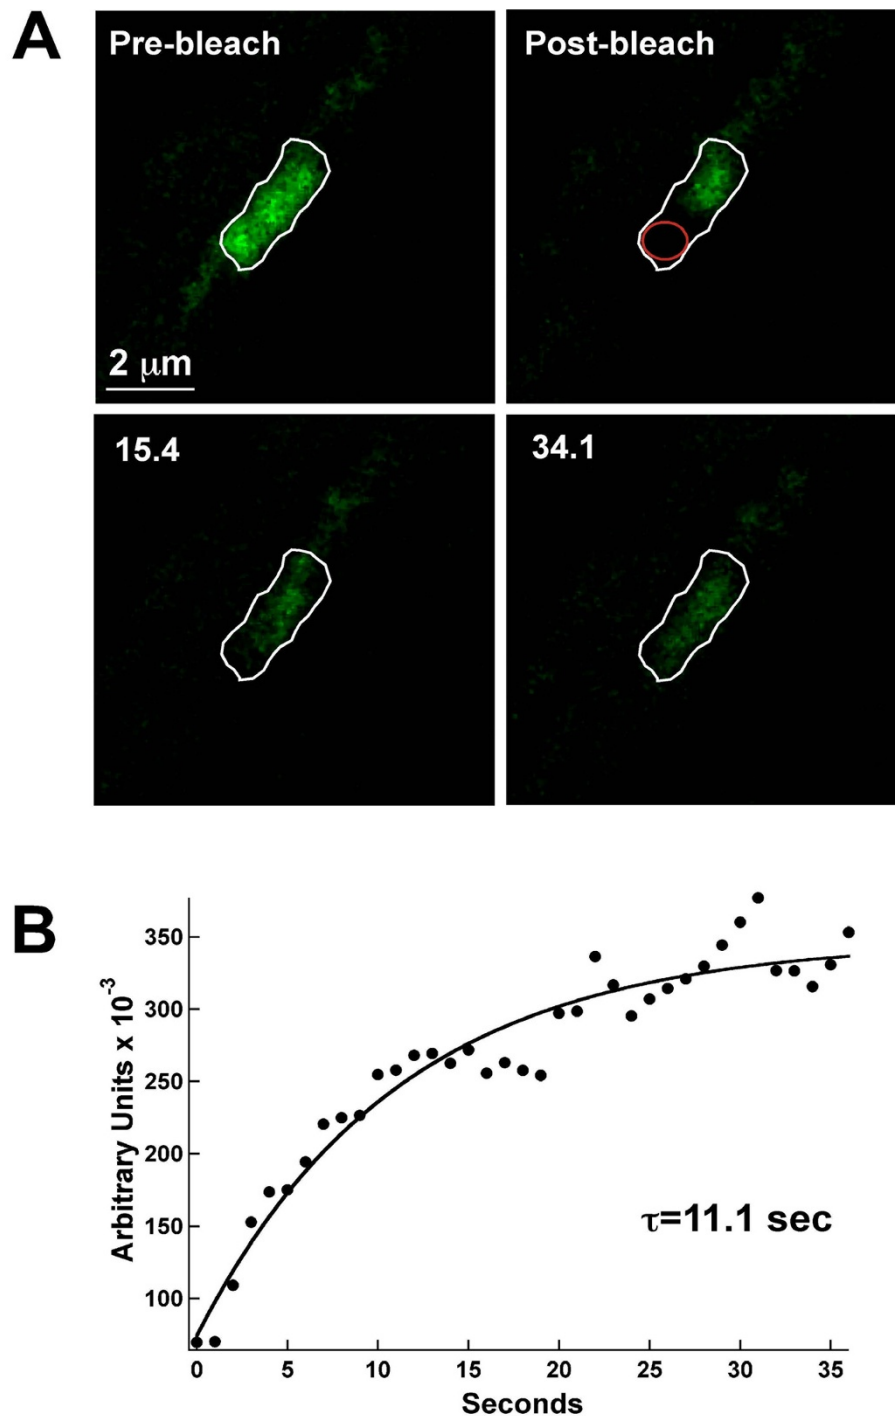 A
Pre-bleach
Post-bleach
2 μm
15.4
34.1
B
Arbitrary Units x 10⁻³
350
300
250
200
150
100
τ=11.1 sec
0 5 10 15 20 25 30 35
Seconds